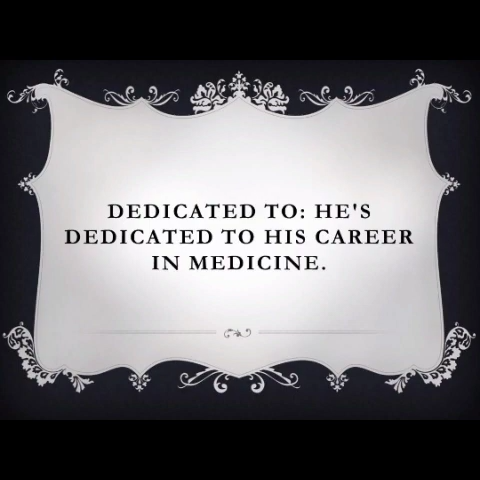 DEDICATED TO: HE'S
DEDICATED TO HIS CAREER
IN MEDICINE.